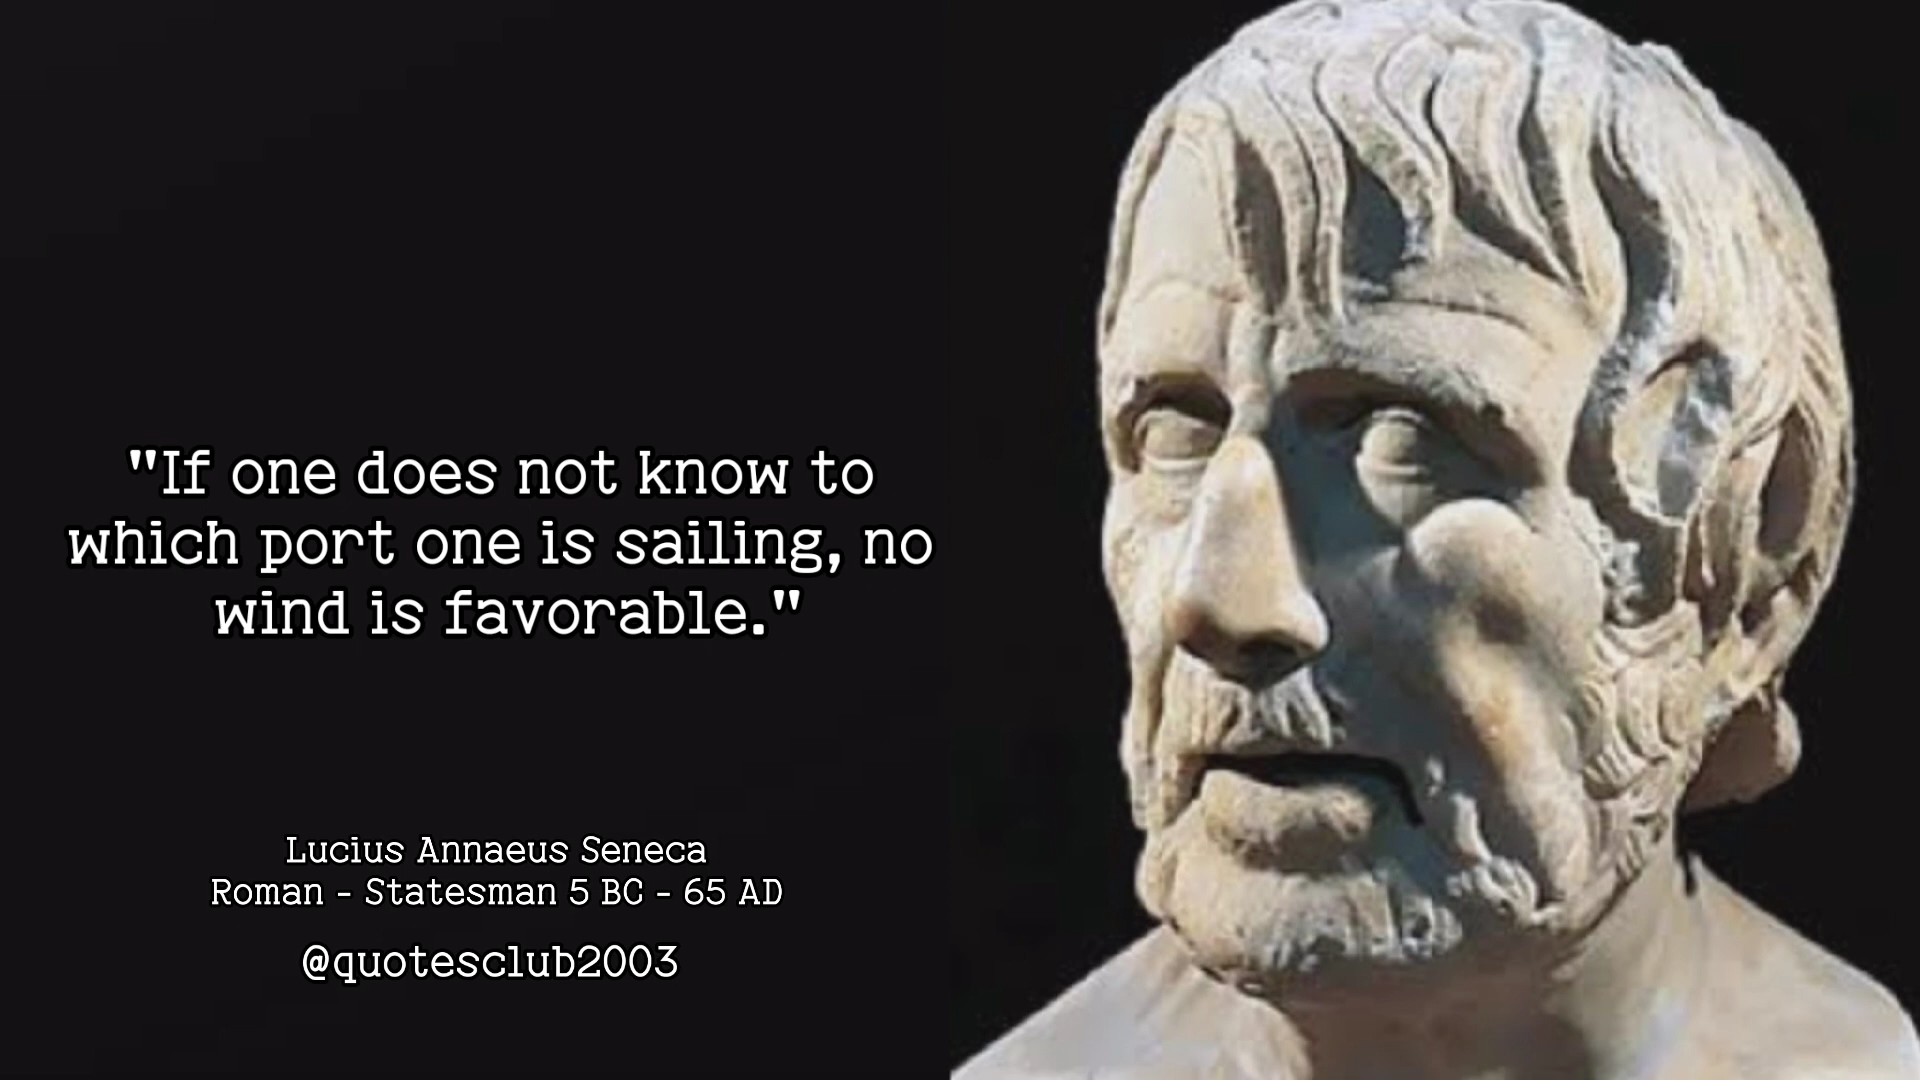 "If one does not know to
which port one is sailing, no
wind is favorable."
Lucius Annaeus Seneca
Roman - Statesman 5 BC - 65 AD
@quotesclub2003